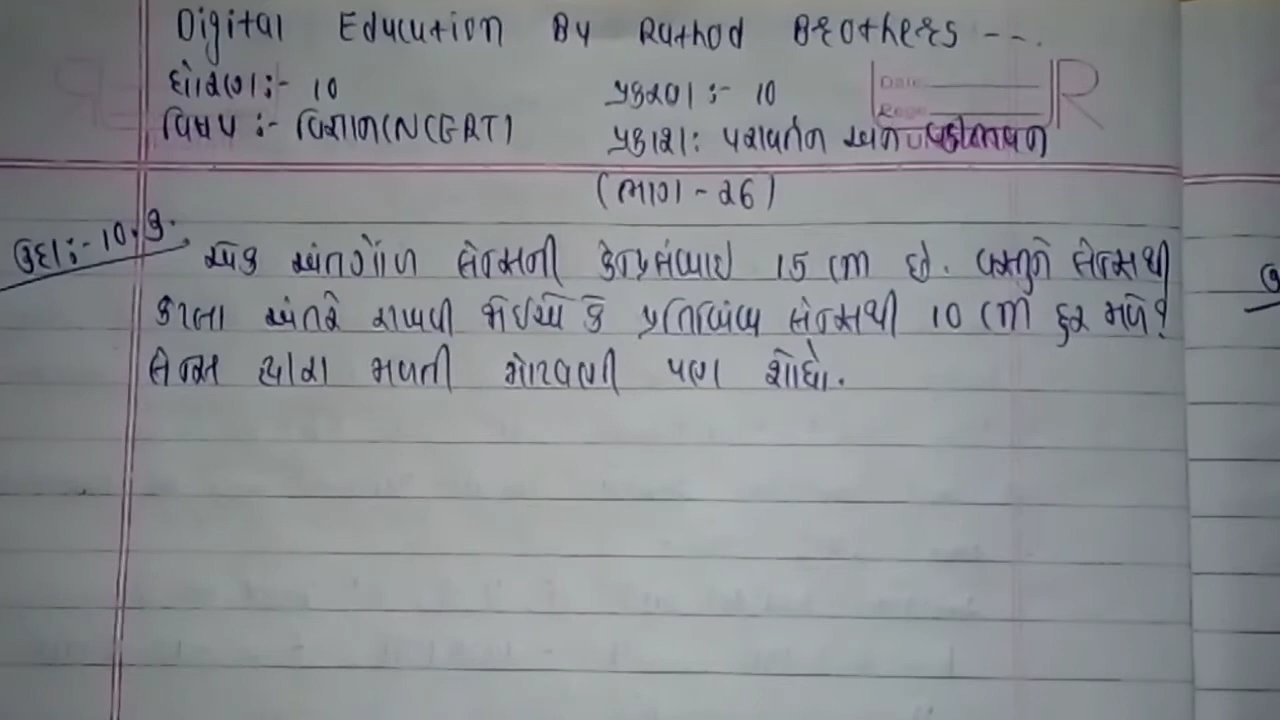 Digital Education By Rathod Brothers --.
ધોરણ:- 10
પ્રકરણ :- 10
Date
Page
R
વિષય :- વિજ્ઞાન(NCERT)
પ્રકાશ: પરાવર્તન અને વક્રીભવન
(ભાગ - 26)
ઉદા:- 10.3.
એક અંતર્ગોળ લેન્સની કેન્દ્રલંબાઇ 15 cm છે. વસ્તુને લેન્સથી
કેટલા અંતરે રાખવી જોઈએ કે પ્રતિબિંબ લેન્સથી 10 cm દુર મળે?
લેન્સ દ્વારા મળતી મોટવણી પણ શોધો.